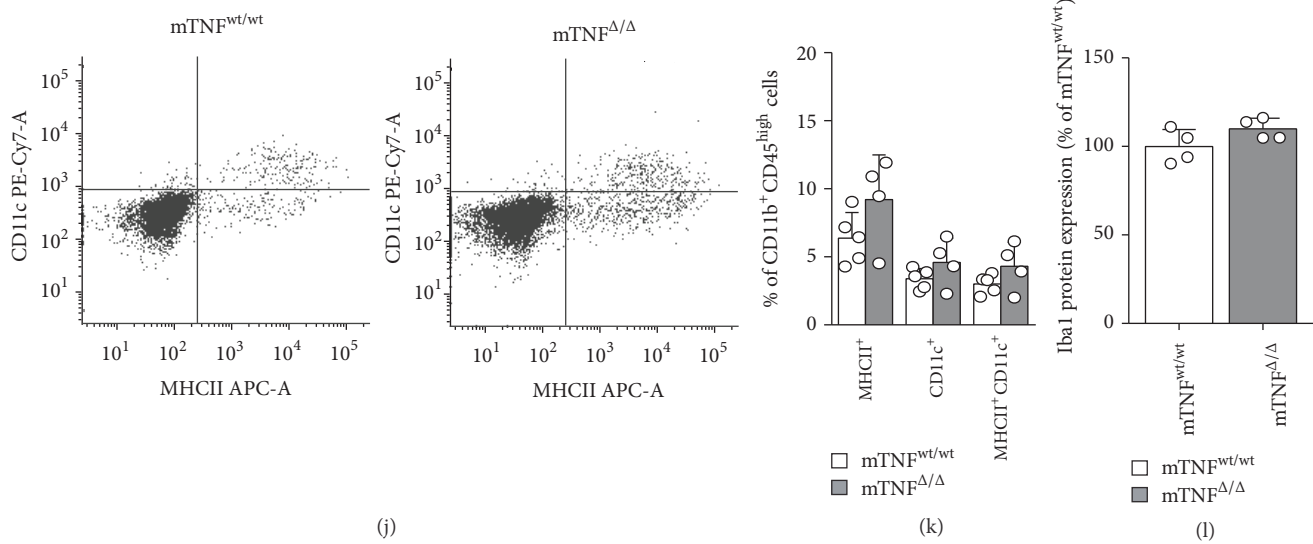 mTNF^wt/wt
mTNF^Δ/Δ
CD11c PE-Cy7-A
10^5
10^4
10^3
10^2
10^1
10^1 10^2 10^3 10^4 10^5
MHCII APC-A
CD11c PE-Cy7-A
10^5
10^4
10^3
10^2
10^1
10^1 10^2 10^3 10^4 10^5
MHCII APC-A
(j)
% of CD11b^+ CD45^high cells
20
15
10
5
0
MHCII^+
CD11c^+
MHCII^+ CD11c^+
mTNF^wt/wt
mTNF^Δ/Δ
(k)
Iba1 protein expression (% of mTNF^wt/wt)
150
100
50
0
mTNF^wt/wt
mTNF^Δ/Δ
mTNF^wt/wt
mTNF^Δ/Δ
(l)